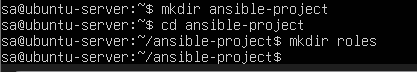 sa@ubuntu-server:~$ mkdir ansible-project
sa@ubuntu-server:~$ cd ansible-project
sa@ubuntu-server:~/ansible-project$ mkdir roles
sa@ubuntu-server:~/ansible-project$